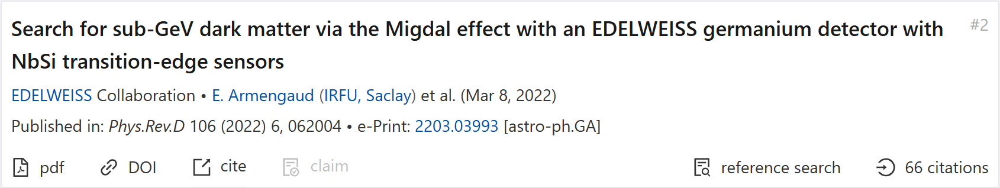 Search for sub-GeV dark matter via the Migdal effect with an EDELWEISS germanium detector with #2
NbSi transition-edge sensors
EDELWEISS Collaboration • E. Armengaud (IRFU, Saclay) et al. (Mar 8, 2022)
Published in: Phys.Rev.D 106 (2022) 6, 062004 • e-Print: 2203.03993 [astro-ph.GA]
pdf DOI cite claim reference search 66 citations